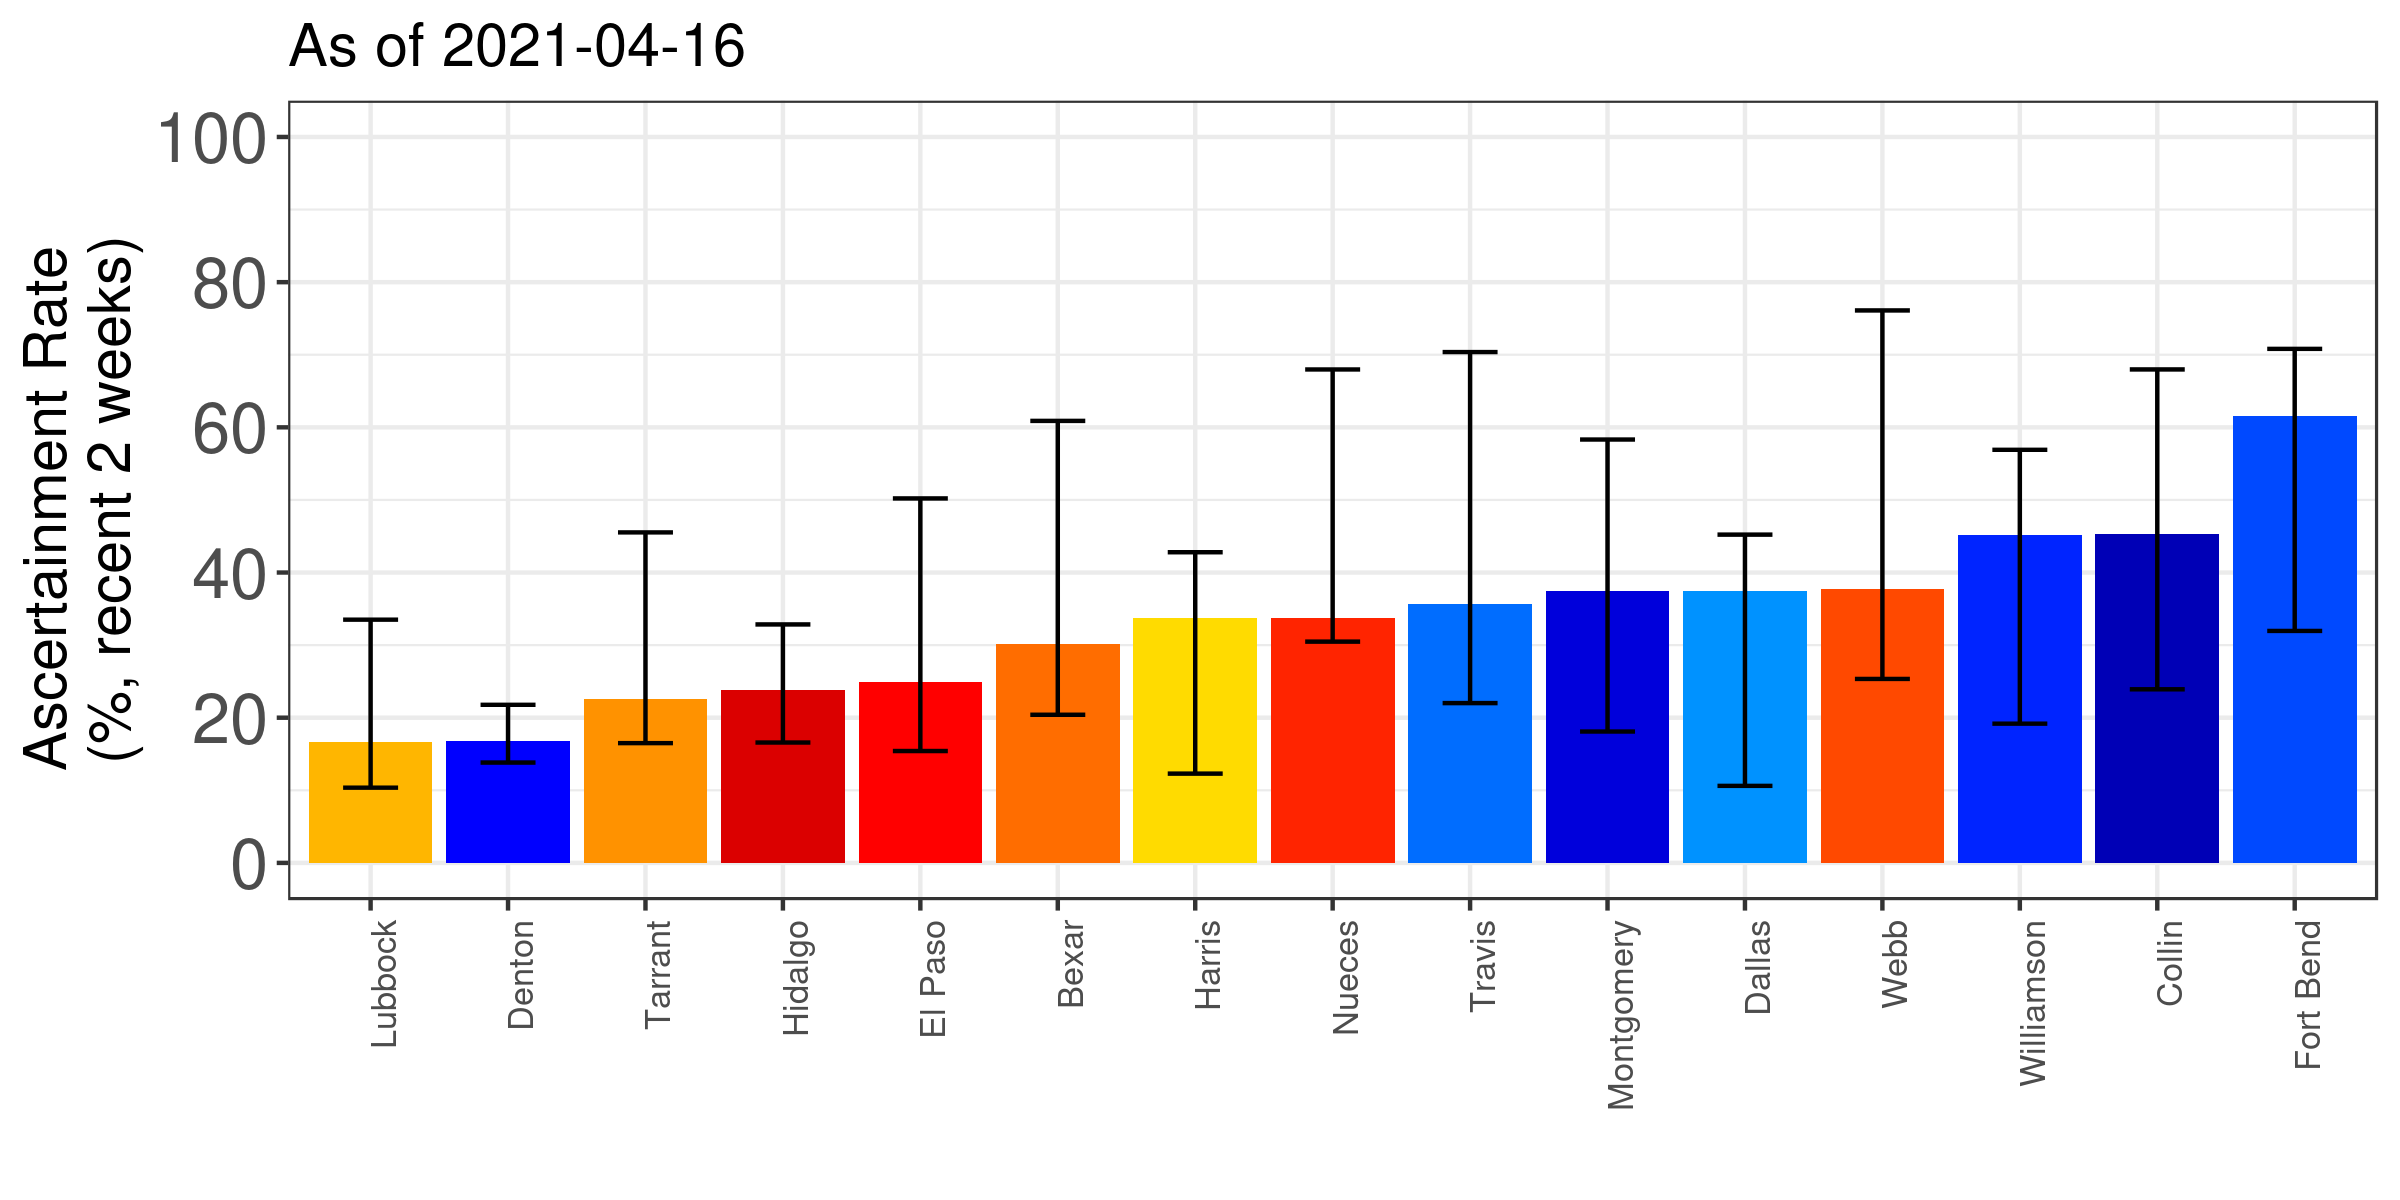 As of 2021-04-16
Ascertainment Rate
(%, recent 2 weeks)
100
80
60
40
20
0
Lubbock
Denton
Tarrant
Hidalgo
El Paso
Bexar
Harris
Nueces
Travis
Montgomery
Dallas
Webb
Williamson
Collin
Fort Bend